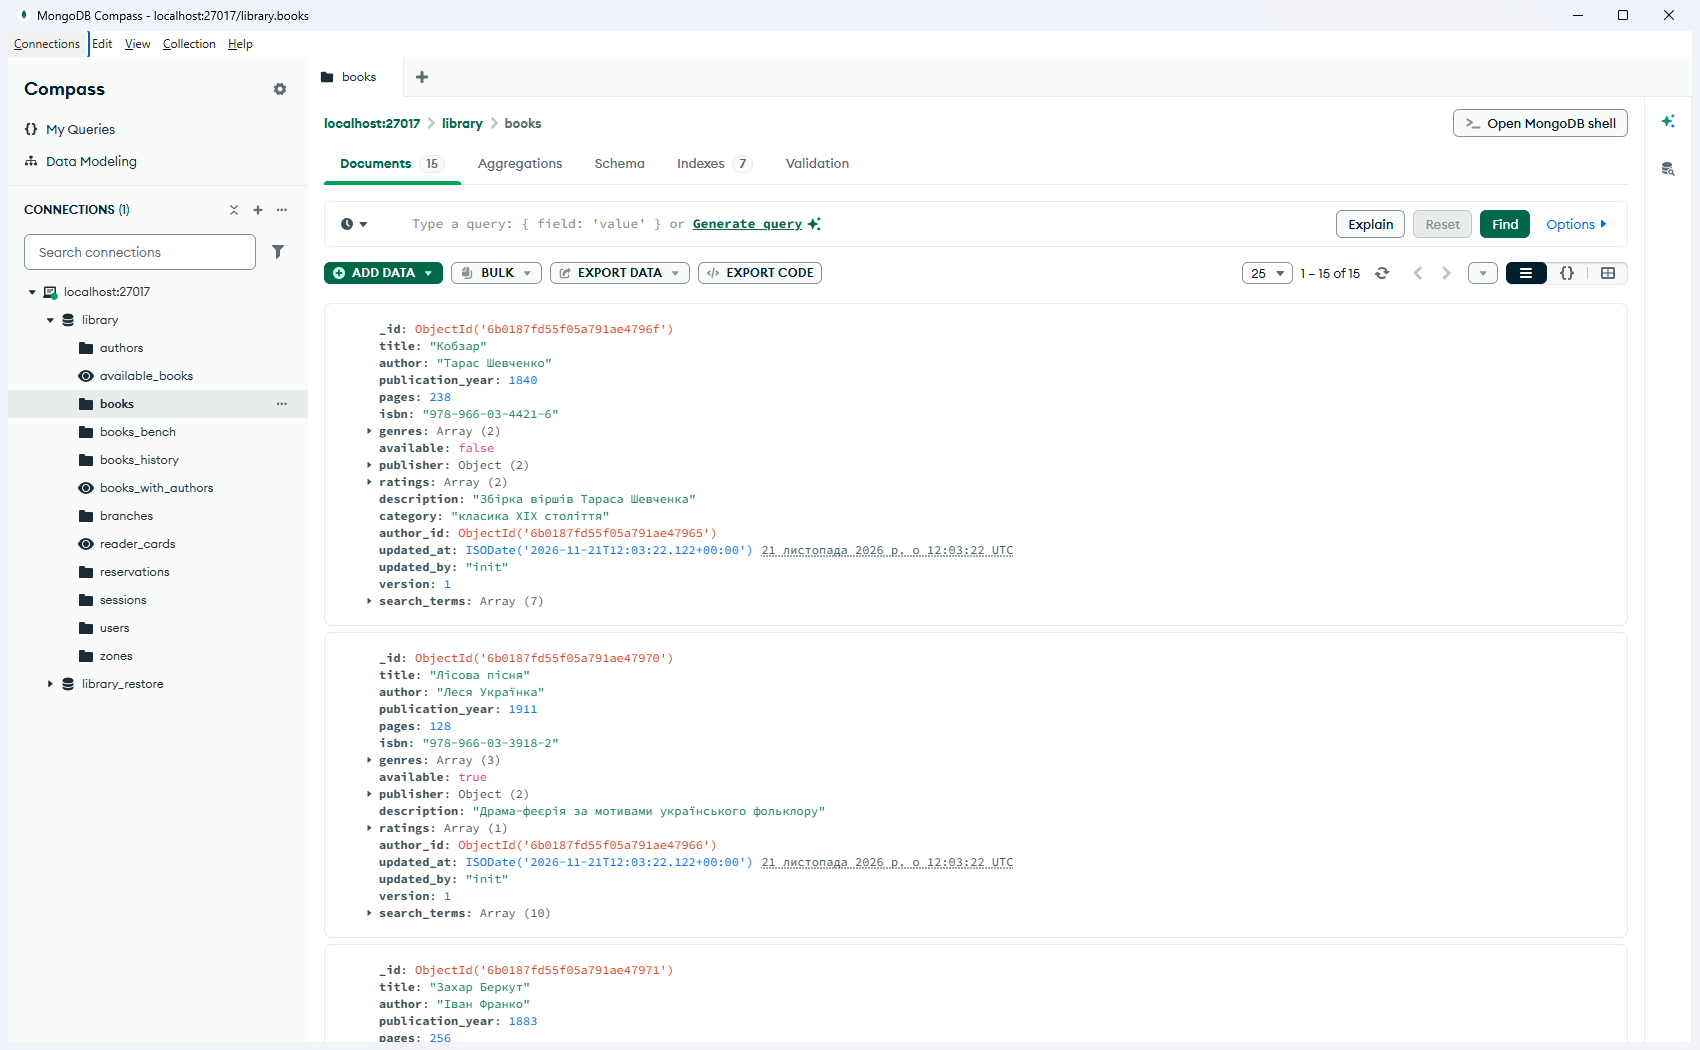 MongoDB Compass - localhost:27017/library.books
Connections Edit View Collection Help
Compass
My Queries
Data Modeling
CONNECTIONS (1)
Search connections
localhost:27017
library
authors
available_books
books
books_bench
books_history
books_with_authors
branches
reader_cards
reservations
sessions
users
zones
library_restore
books
localhost:27017 library books
Open MongoDB shell
Documents 15 Aggregations Schema Indexes 7 Validation
Type a query: { field: 'value' } or Generate query
Explain Reset Find Options
ADD DATA BULK EXPORT DATA EXPORT CODE
25 1 – 15 of 15
_id: ObjectId('6b0187fd55f05a791ae4796f')
title: "Кобзар"
author: "Тарас Шевченко"
publication_year: 1840
pages: 238
isbn: "978-966-03-4421-6"
genres: Array (2)
available: false
publisher: Object (2)
ratings: Array (2)
description: "Збірка віршів Тараса Шевченка"
category: "класика XIX століття"
author_id: ObjectId('6b0187fd55f05a791ae47965')
updated_at: ISODate('2026-11-21T12:03:22.122+00:00') 21 листопада 2026 р. о 12:03:22 UTC
updated_by: "init"
version: 1
search_terms: Array (7)
_id: ObjectId('6b0187fd55f05a791ae47970')
title: "Лісова пісня"
author: "Леся Українка"
publication_year: 1911
pages: 128
isbn: "978-966-03-3918-2"
genres: Array (3)
available: true
publisher: Object (2)
description: "Драма-феєрія за мотивами українського фольклору"
ratings: Array (1)
author_id: ObjectId('6b0187fd55f05a791ae47966')
updated_at: ISODate('2026-11-21T12:03:22.122+00:00') 21 листопада 2026 р. о 12:03:22 UTC
updated_by: "init"
version: 1
search_terms: Array (10)
_id: ObjectId('6b0187fd55f05a791ae47971')
title: "Захар Беркут"
author: "Іван Франко"
publication_year: 1883
pages: 256